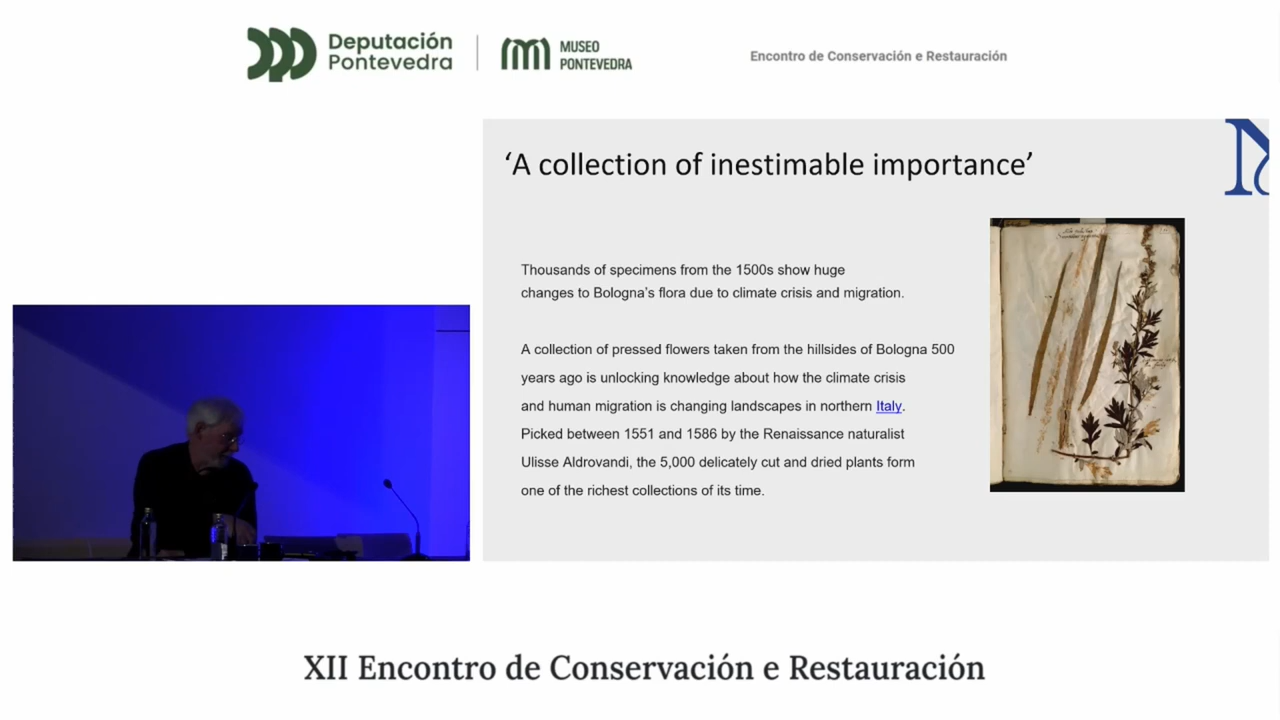 Deputación
Pontevedra
MUSEO
PONTEVEDRA
Encontro de Conservación e Restauración
‘A collection of inestimable importance’
Thousands of specimens from the 1500s show huge
changes to Bologna’s flora due to climate crisis and migration.
A collection of pressed flowers taken from the hillsides of Bologna 500
years ago is unlocking knowledge about how the climate crisis
and human migration is changing landscapes in northern Italy.
Picked between 1551 and 1586 by the Renaissance naturalist
Ulisse Aldrovandi, the 5,000 delicately cut and dried plants form
one of the richest collections of its time.
XII Encontro de Conservación e Restauración